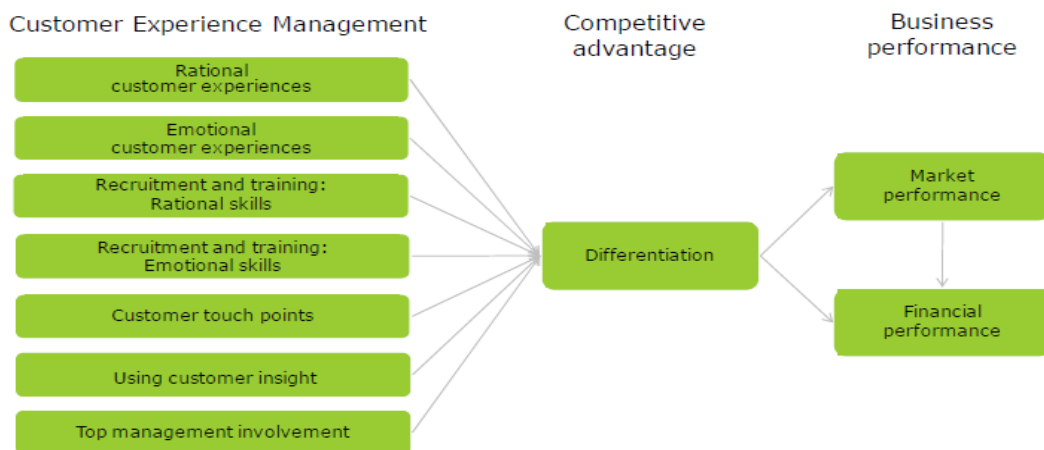 Customer Experience Management
Competitive
advantage
Business
performance
Rational
customer experiences
Emotional
customer experiences
Recruitment and training:
Rational skills
Recruitment and training:
Emotional skills
Customer touch points
Using customer insight
Top management involvement
Differentiation
Market
performance
Financial
performance